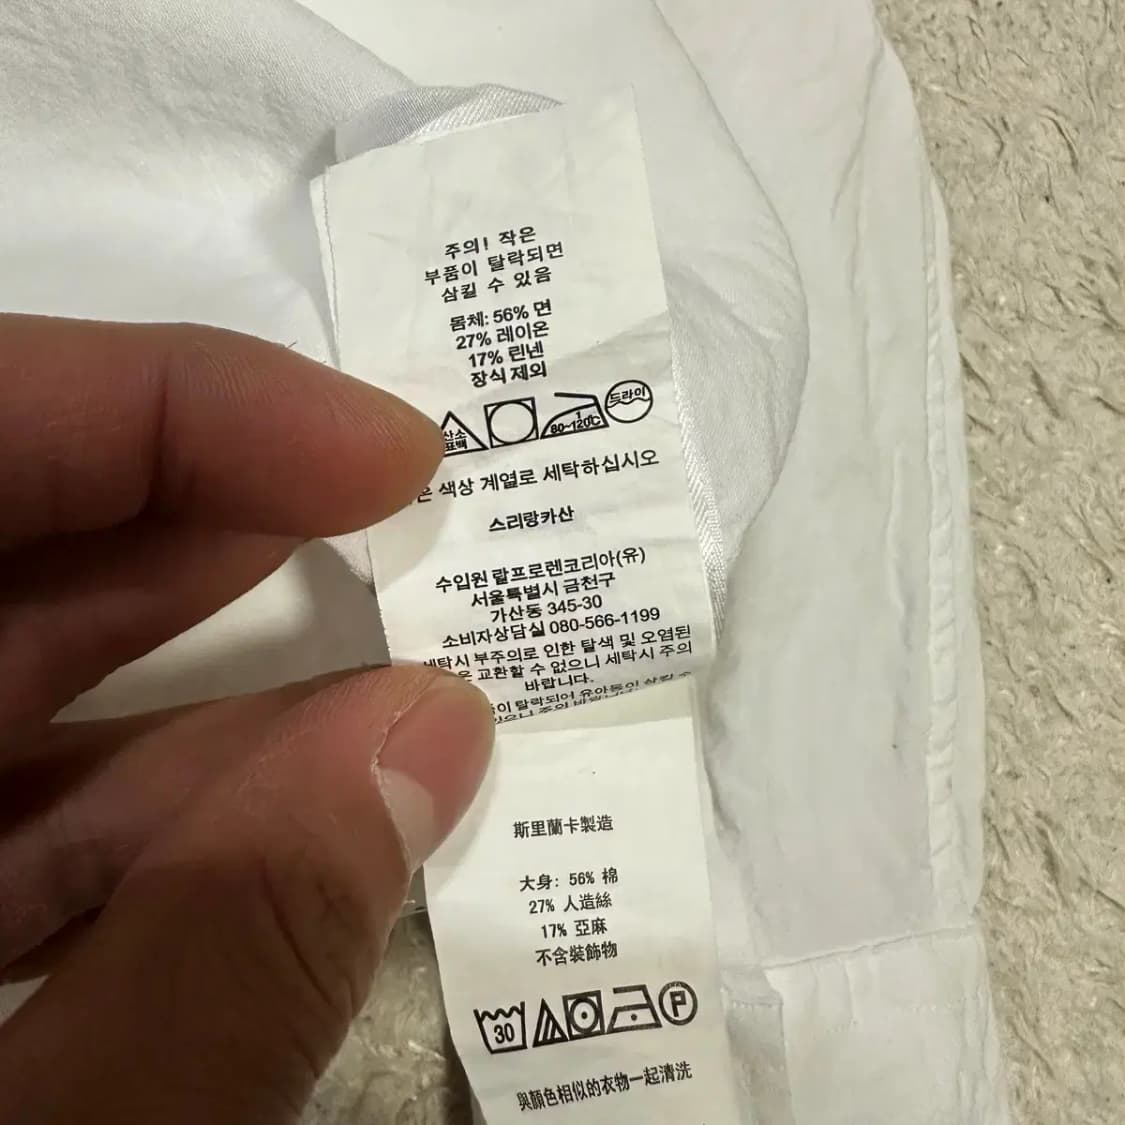 주의! 작은
부품이 탈락되면
삼킬 수 있음
몸체: 56% 면
27% 레이온
17% 린넨
장식 제외
산소
표백
1
80~120℃
드라이
색상 계열로 세탁하십시오
스리랑카산
수입원 랄프로렌코리아(유)
서울특별시 금천구
가산동 345-30
소비자상담실 080-566-1199
부주의로 인한 탈색 및 오염된
은 교환할 수 없으니 세탁시 주의
바랍니다.
탈락되어
斯里蘭卡製造
大身: 56% 棉
27% 人造絲
17% 亞麻
不含裝飾物
30
P
與顏色相似的衣物一起清洗